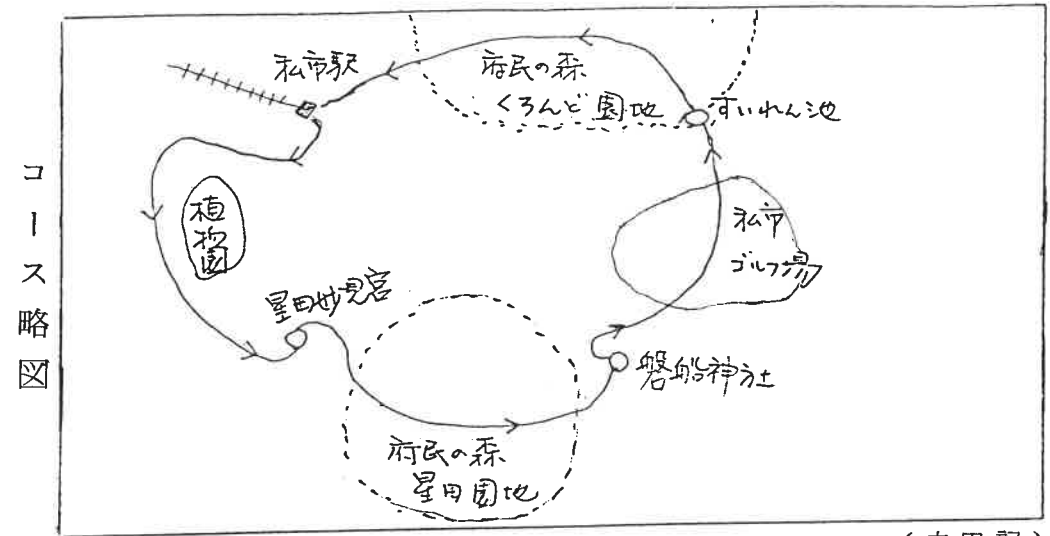 コース略図
私市駅
府民の森
くろんど園地
すいれん池
植物園
私市
ゴルフ場
星田妙見宮
磐船神社
府民の森
星田園地